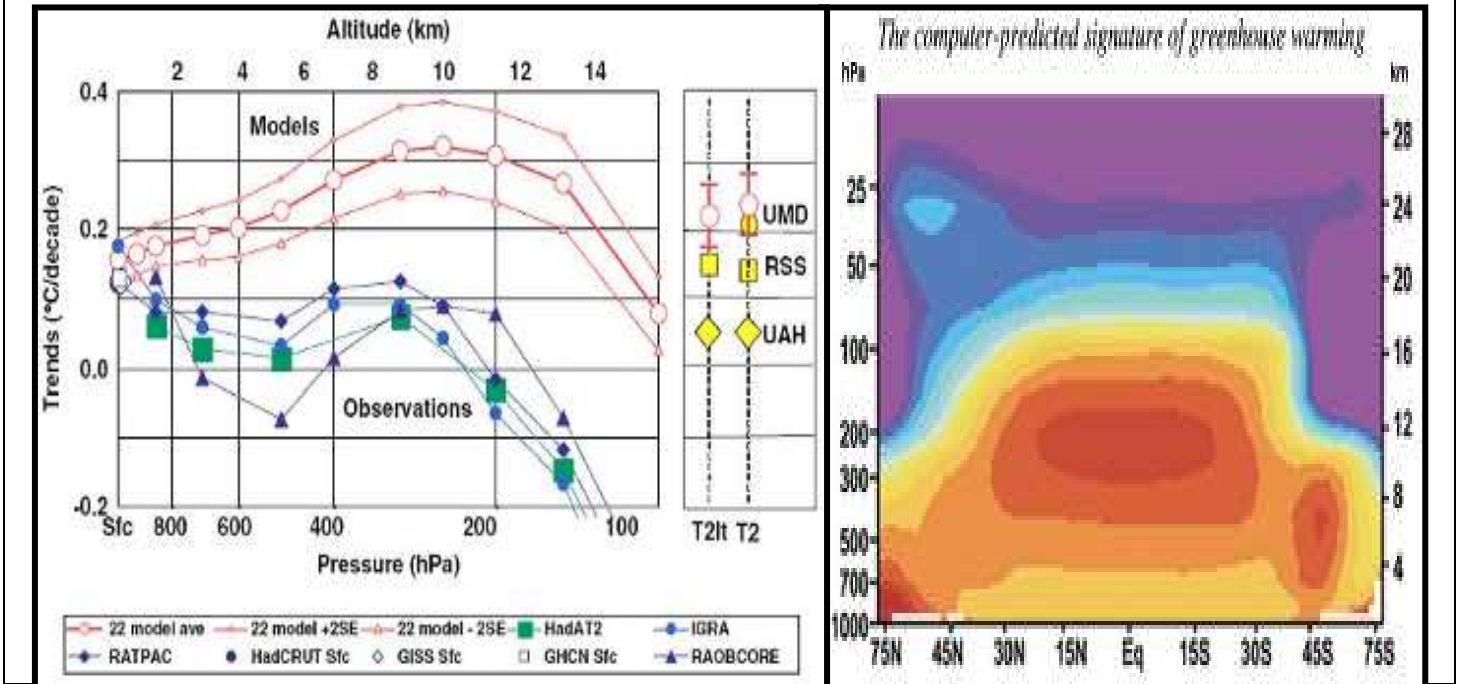 Altitude (km)
2 4 6 8 10 12 14
0.4
0.2
0.0
-0.2
Trends (°C/decade)
Models
Observations
Sfc 800 600 400 200 100
Pressure (hPa)
UMD
RSS
UAH
T2lt T2
22 model ave 22 model +2SE 22 model - 2SE HadAT2 IGRA
RATPAC HadCRUT Sfc GISS Sfc GHCN Sfc RAOBCORE
The computer-predicted signature of greenhouse warming
hPa km
25
50
100
200
300
500
700
1000
28
24
20
16
12
8
4
75N 45N 30N 15N Eq 15S 30S 45S 75S